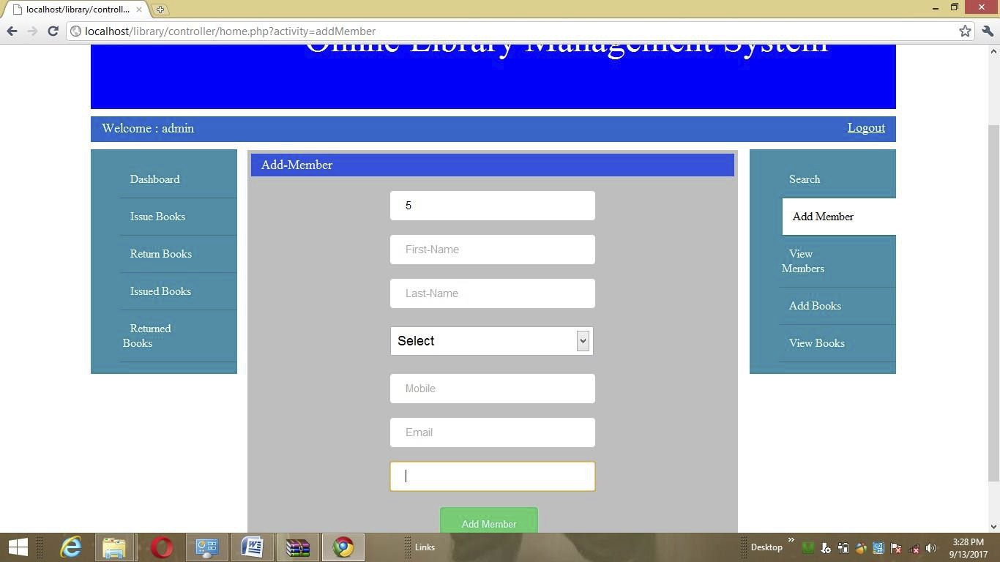 localhost/library/controll...
localhost/library/controller/home.php?activity=addMember
Online Library Management System
Welcome : admin
Logout
Dashboard
Issue Books
Return Books
Issued Books
Returned
Books
Add-Member
5
First-Name
Last-Name
Select
Mobile
Email
Add Member
Search
Add Member
View
Members
Add Books
View Books
Links
Desktop
3:28 PM
9/13/2017